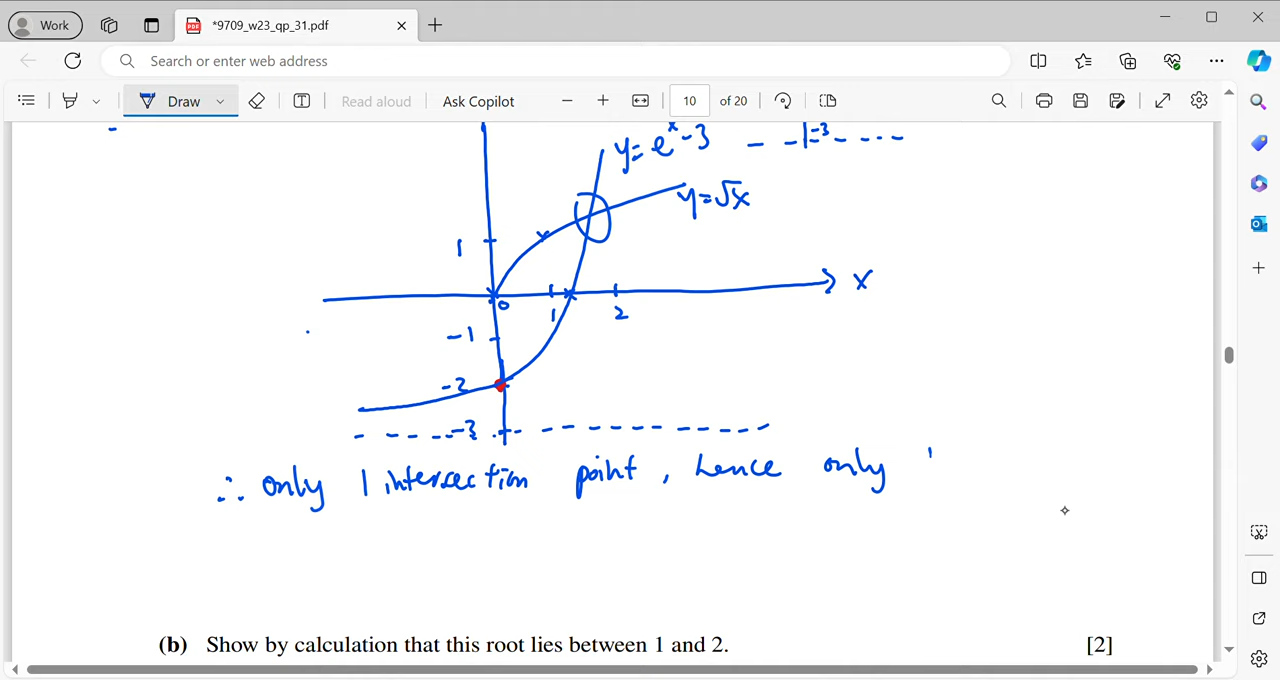 Work
*9709_w23_qp_31.pdf
Search or enter web address
Draw
Read aloud
Ask Copilot
10
of 20
y = e^x - 3
-3
y = √x
1
0
1
2
x
-1
-2
-3
∴ only 1 intersection point, hence only
(b) Show by calculation that this root lies between 1 and 2. [2]